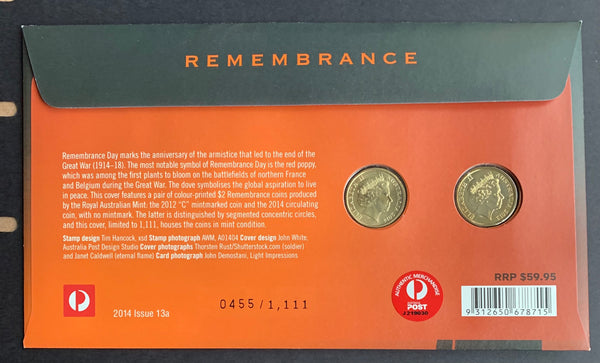 REMEMBRANCE
Remembrance Day marks the anniversary of the armistice that led to the end of the
Great War (1914–18). The most notable symbol of Remembrance Day is the red poppy,
which was among the first plants to bloom on the battlefields of northern France
and Belgium during the Great War. The dove symbolises the global aspiration to live
in peace. This cover features a pair of colour-printed $2 Remembrance coins produced
by the Royal Australian Mint: the 2012 "C" mintmarked coin and the 2014 circulating
coin, with no mintmark. The latter is distinguished by segmented concentric circles,
and this cover, limited to 1,111, houses the coins in mint condition.
Stamp design Tim Hancock, xsd Stamp photograph AWM, A01404 Cover design John White,
Australia Post Design Studio Cover photographs Thorsten Rust/Shutterstock.com (soldier)
and Janet Caldwell (eternal flame) Card photograph John Demostani, Light Impressions
2014 Issue 13a
0455/1,111
AUTHENTIC MERCHANDISE
POST
J 219030
RRP $59.95
9 312650 678715